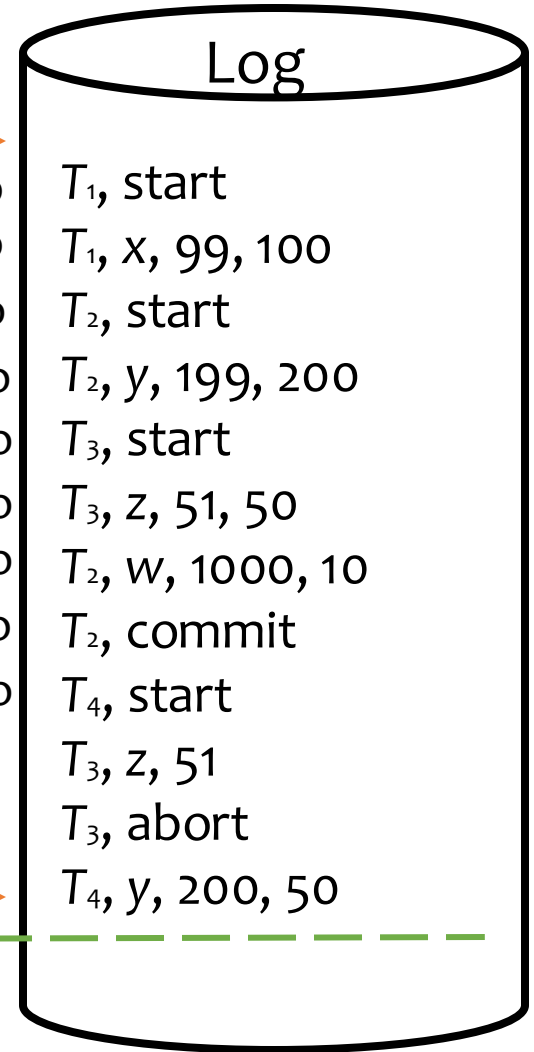 Log
T₁, start
T₁, x, 99, 100
T₂, start
T₂, y, 199, 200
T₃, start
T₃, z, 51, 50
T₂, w, 1000, 10
T₂, commit
T₄, start
T₃, z, 51
T₃, abort
T₄, y, 200, 50